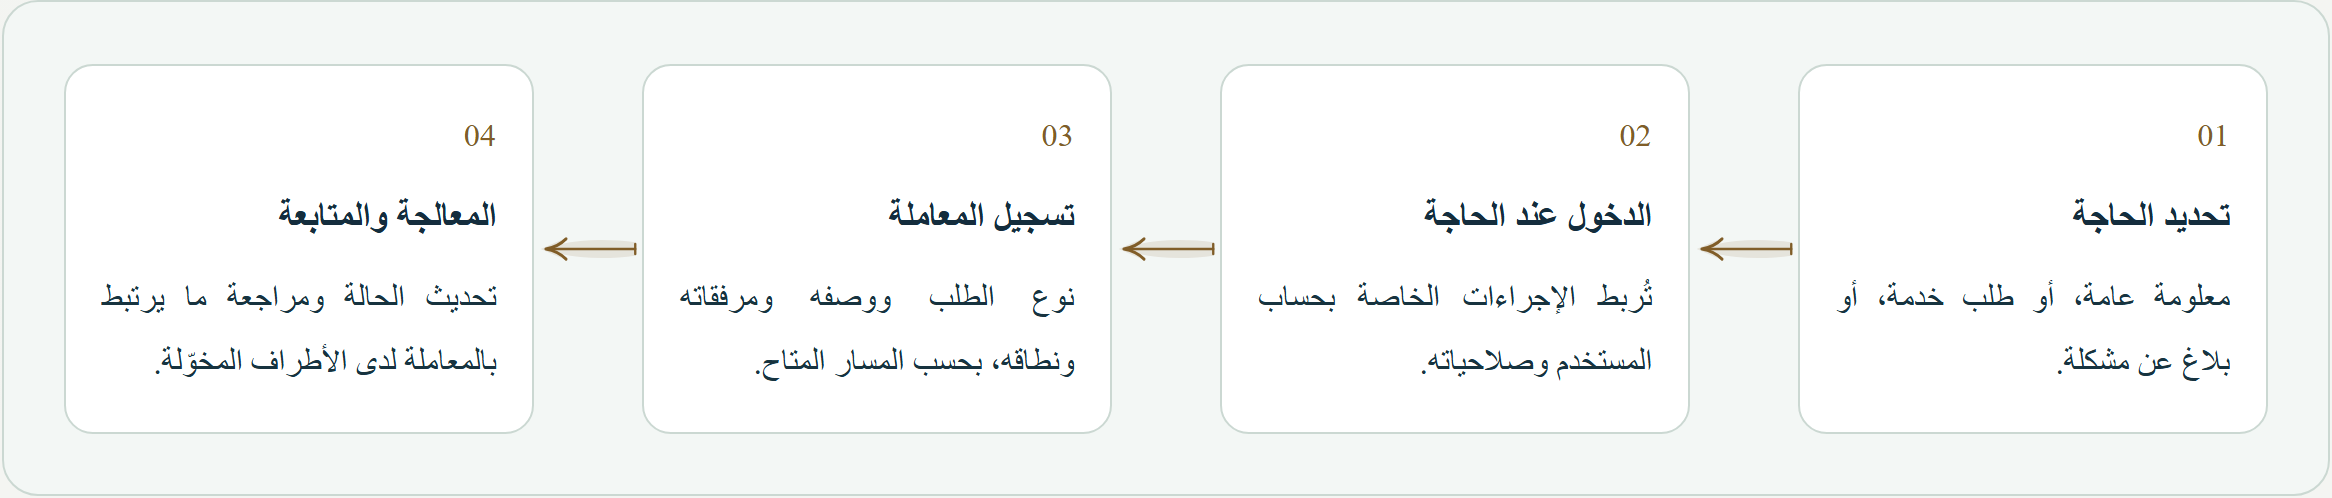 01
تحديد الحاجة
معلومة عامة، أو طلب خدمة، أو
بلاغ عن مشكلة.
02
الدخول عند الحاجة
تُربط الإجراءات الخاصة بحساب
المستخدم وصلاحياته.
03
تسجيل المعاملة
نوع الطلب ووصفه ومرفقاته
ونطاقه، بحسب المسار المتاح.
04
المعالجة والمتابعة
تحديث الحالة ومراجعة ما يرتبط
بالمعاملة لدى الأطراف المخوّلة.